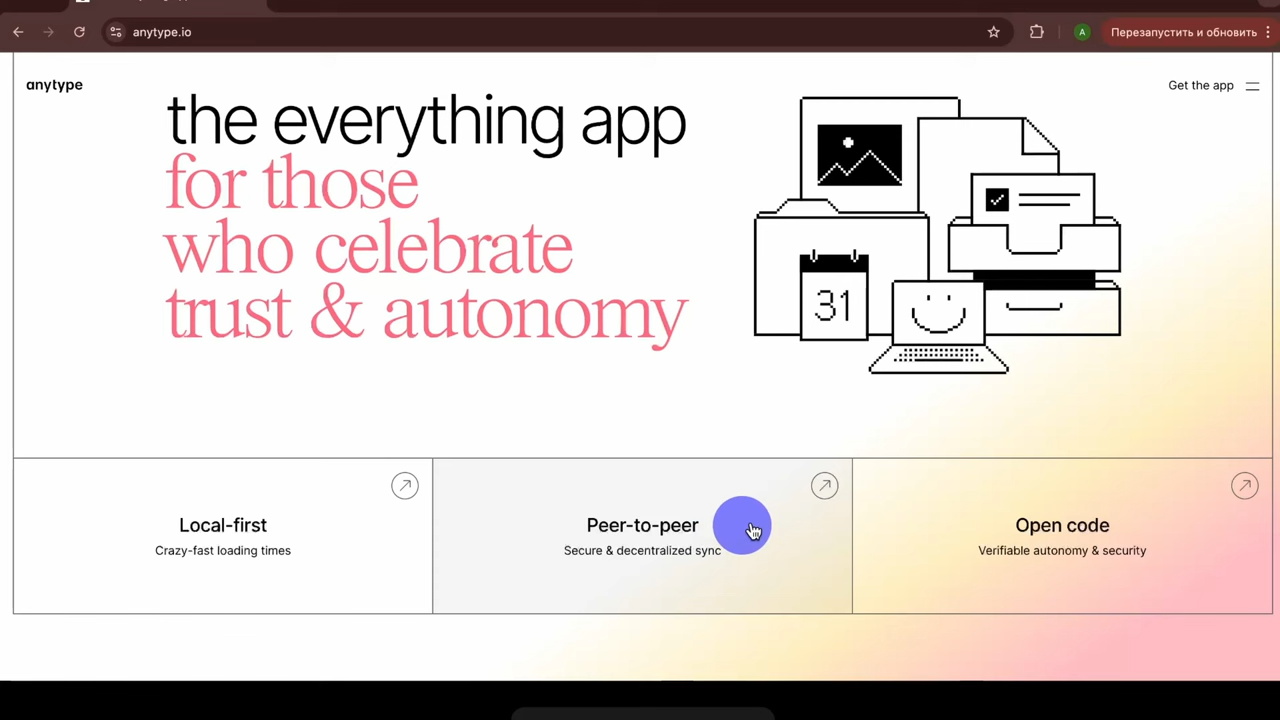 anytype.io
A
Перезапустить и обновить
anytype
Get the app
the everything app
for those
who celebrate
trust & autonomy
31
Local-first
Crazy-fast loading times
Peer-to-peer
Secure & decentralized sync
Open code
Verifiable autonomy & security